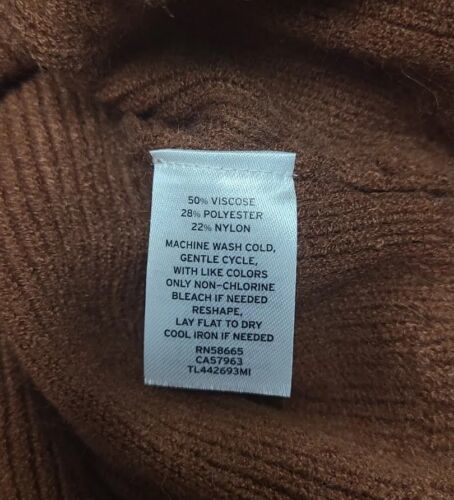 50% VISCOSE
28% POLYESTER
22% NYLON
MACHINE WASH COLD,
GENTLE CYCLE,
WITH LIKE COLORS
ONLY NON-CHLORINE
BLEACH IF NEEDED
RESHAPE,
LAY FLAT TO DRY
COOL IRON IF NEEDED
RN58665
CA57963
TL442693MI